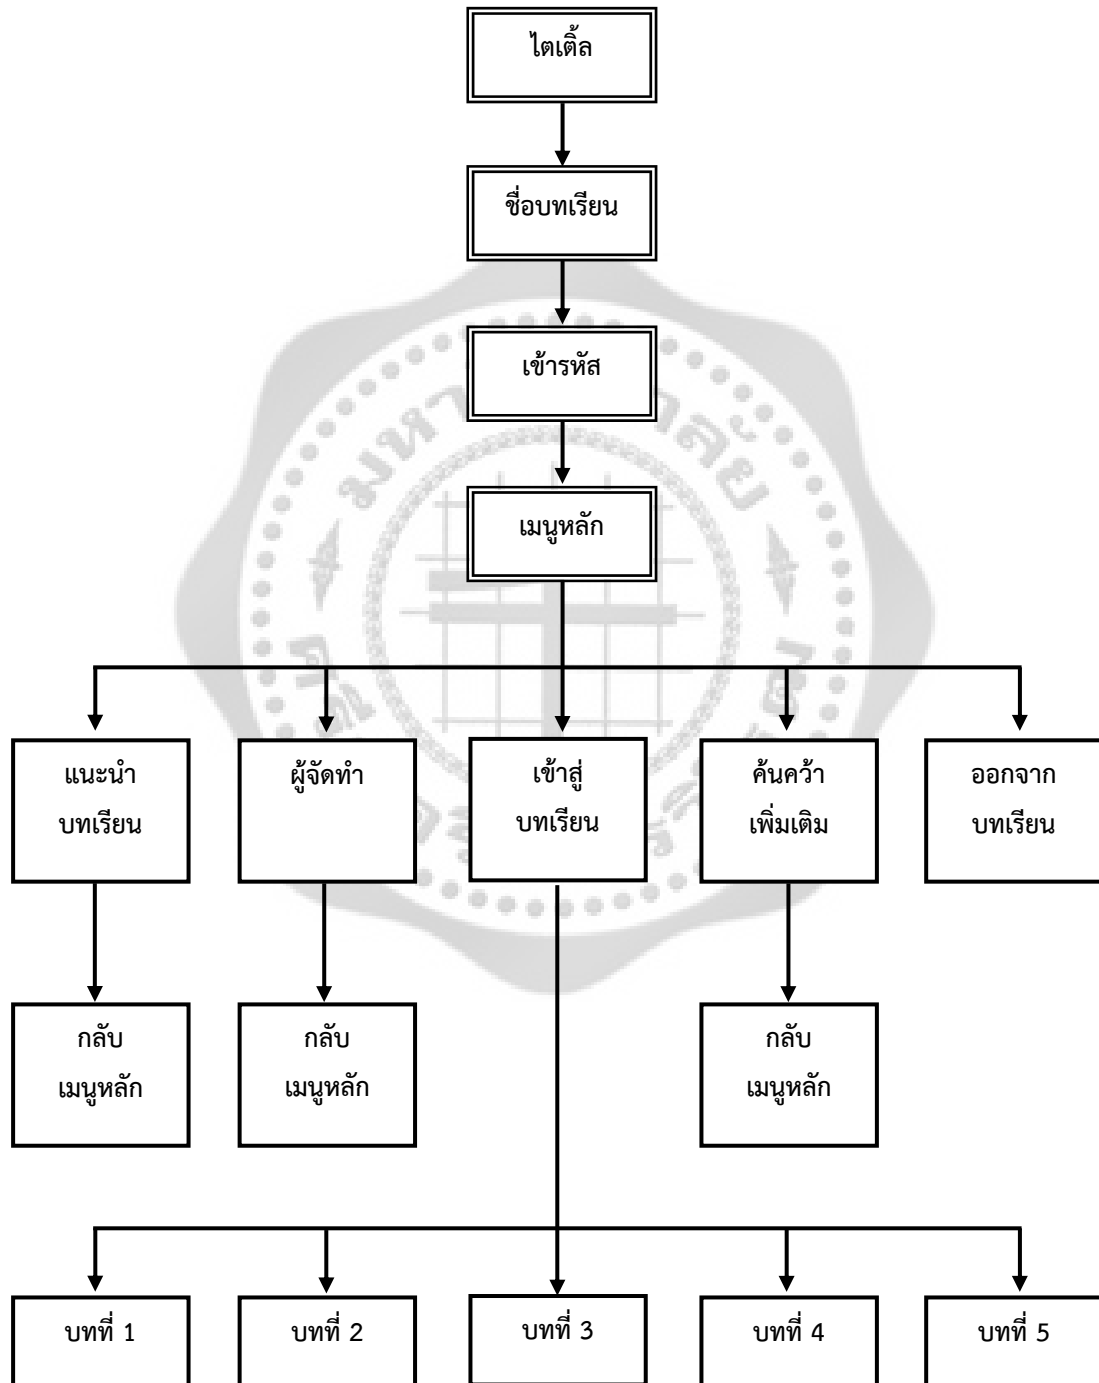 ไตเติ้ล
ชื่อบทเรียน
เข้ารหัส
เมนูหลัก
แนะนำ
บทเรียน
ผู้จัดทำ
เข้าสู่
บทเรียน
ค้นคว้า
เพิ่มเติม
ออกจาก
บทเรียน
กลับ
เมนูหลัก
กลับ
เมนูหลัก
กลับ
เมนูหลัก
บทที่ 1
บทที่ 2
บทที่ 3
บทที่ 4
บทที่ 5